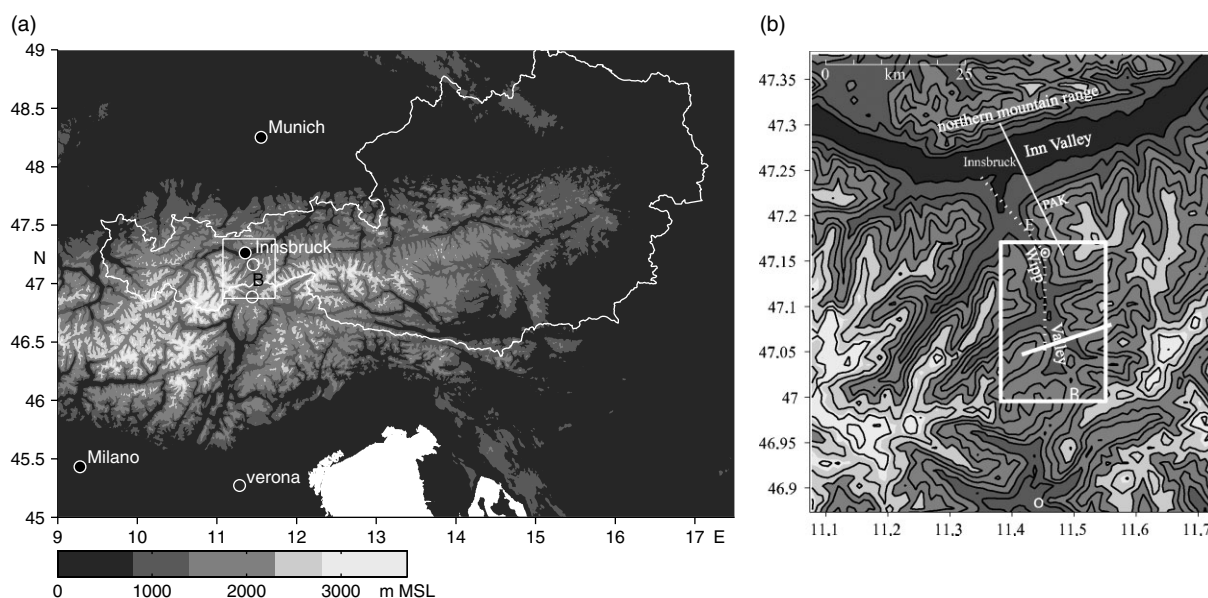 (a)
49
48.5
48
47.5
N
47
46.5
46
45.5
45
Munich
Innsbruck
B
Milano
verona
9 10 11 12 13 14 15 16 17 E
0 1000 2000 3000 m MSL
(b)
47.35
47.3
47.25
47.2
47.15
47.1
47.05
47
46.95
46.9
0 km 25
northern mountain range
Inn Valley
Innsbruck
PAK
Wipp
Valley
B
11.1 11.2 11.3 11.4 11.5 11.6 11.7